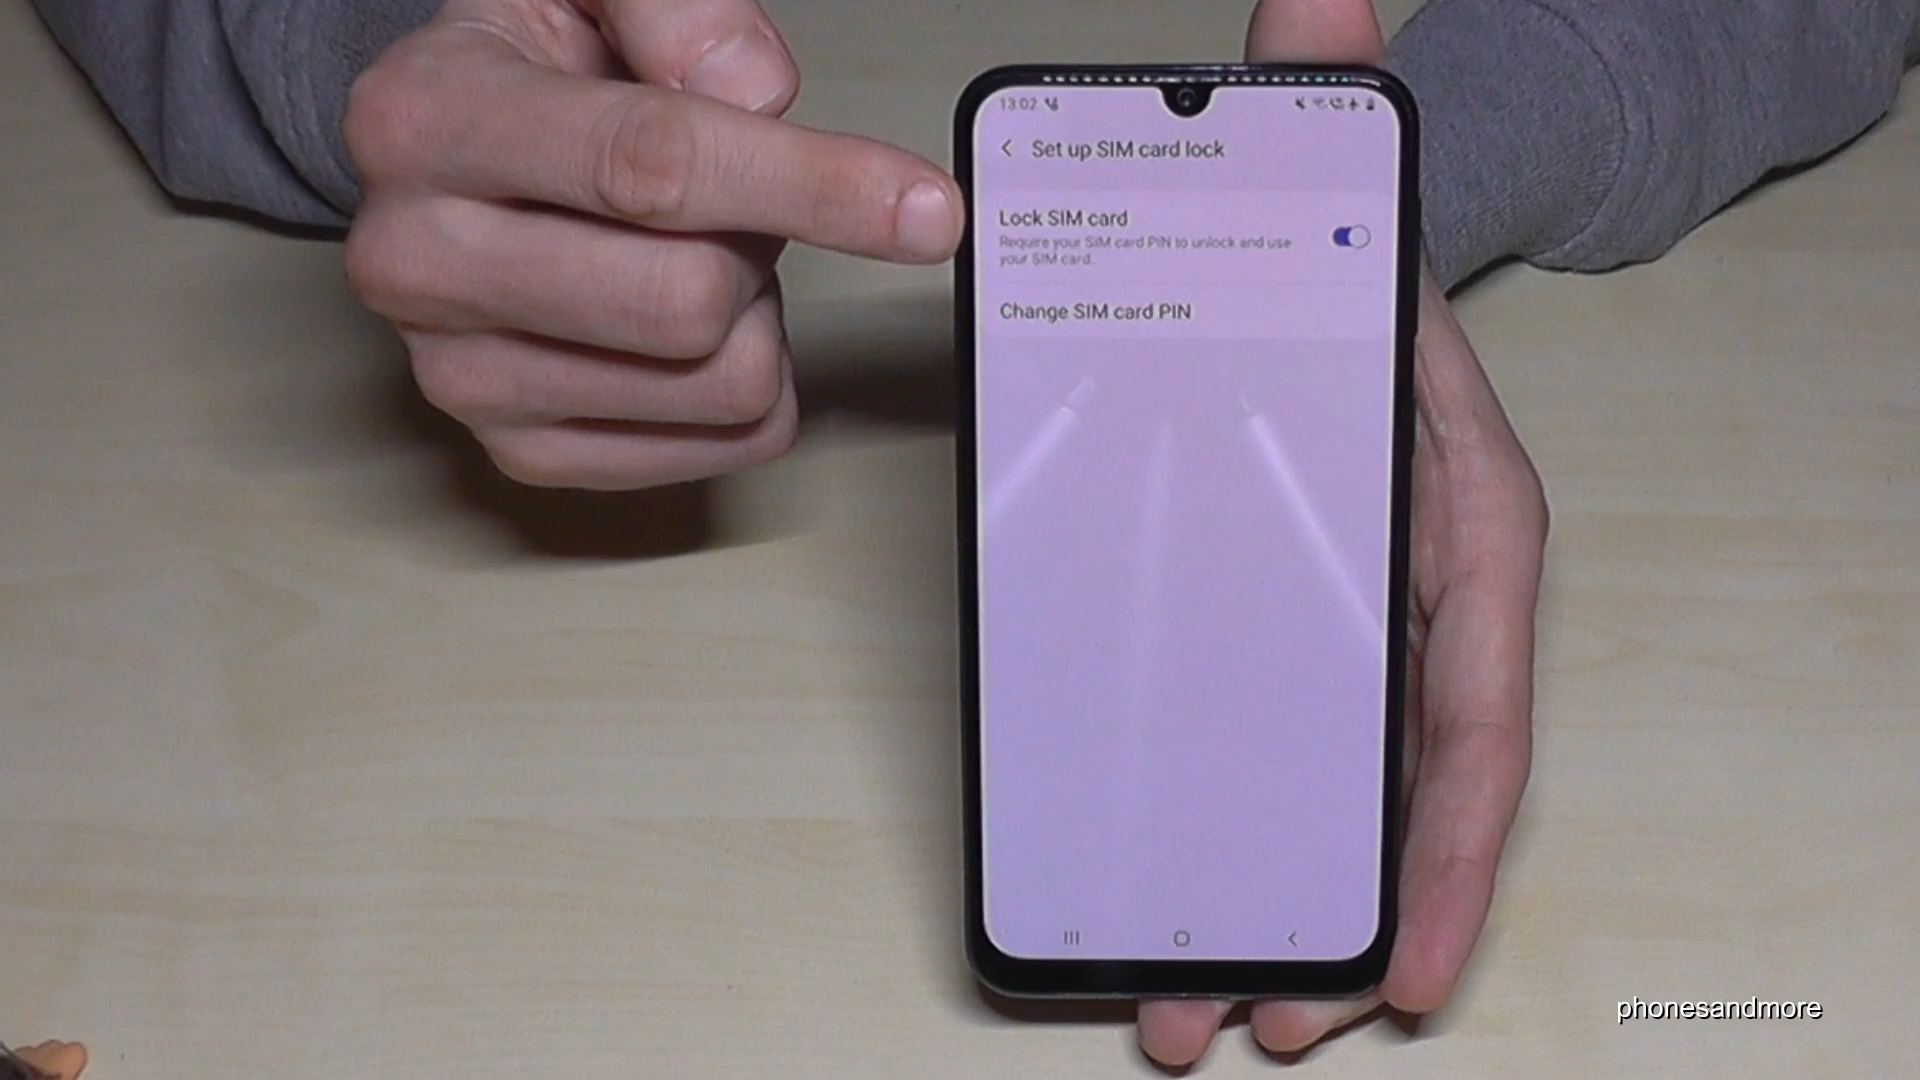 13:02
Set up SIM card lock
Lock SIM card
Require your SIM card PIN to unlock and use
your SIM card.
Change SIM card PIN
phonesandmore